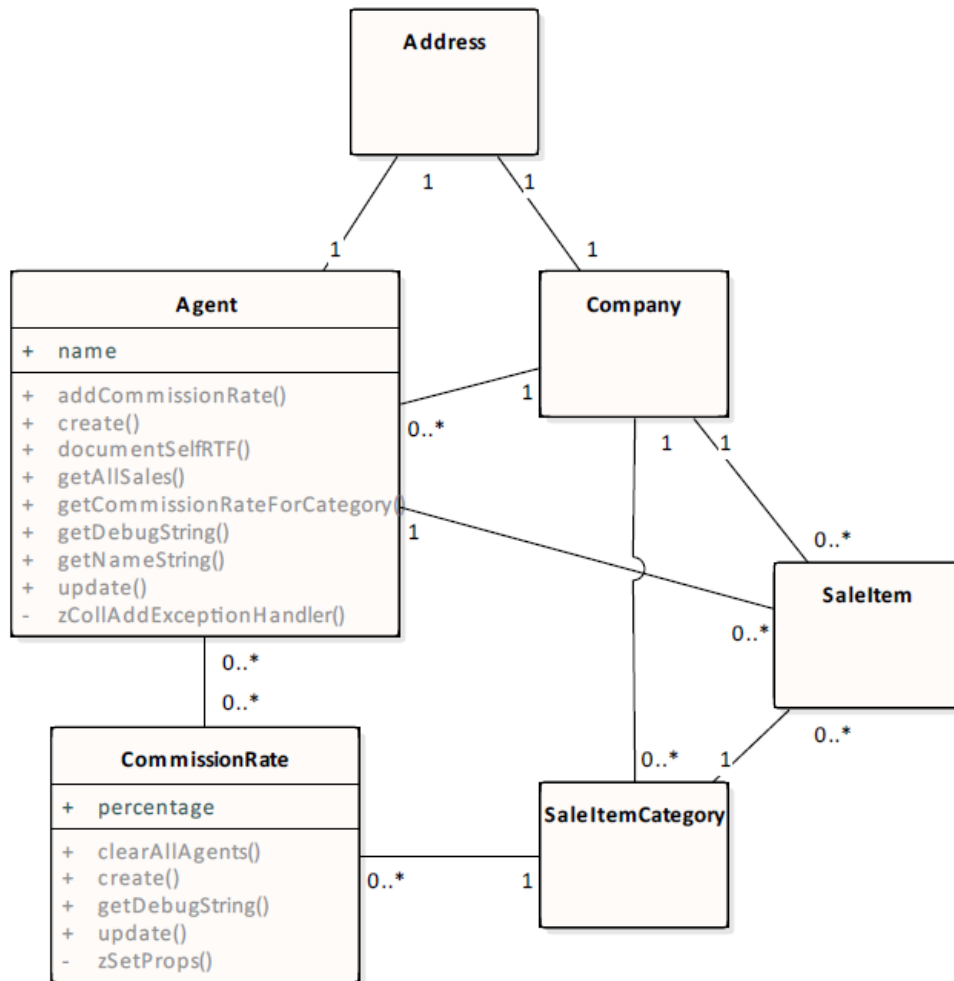 Address
1
1
1
1
Agent
+ name
+ addCommissionRate()
+ create()
+ documentSelfRTF()
+ getAllSales()
+ getCommissionRateForCategory()
+ getDebugString()
+ getNameString()
+ update()
- zCollAddExceptionHandler()
Company
1
0..*
1
1
1
0..*
SaleItem
0..*
0..*
0..*
0..*
CommissionRate
+ percentage
+ clearAllAgents()
+ create()
+ getDebugString()
+ update()
- zSetProps()
0..*
1
0..*
1
SaleItemCategory